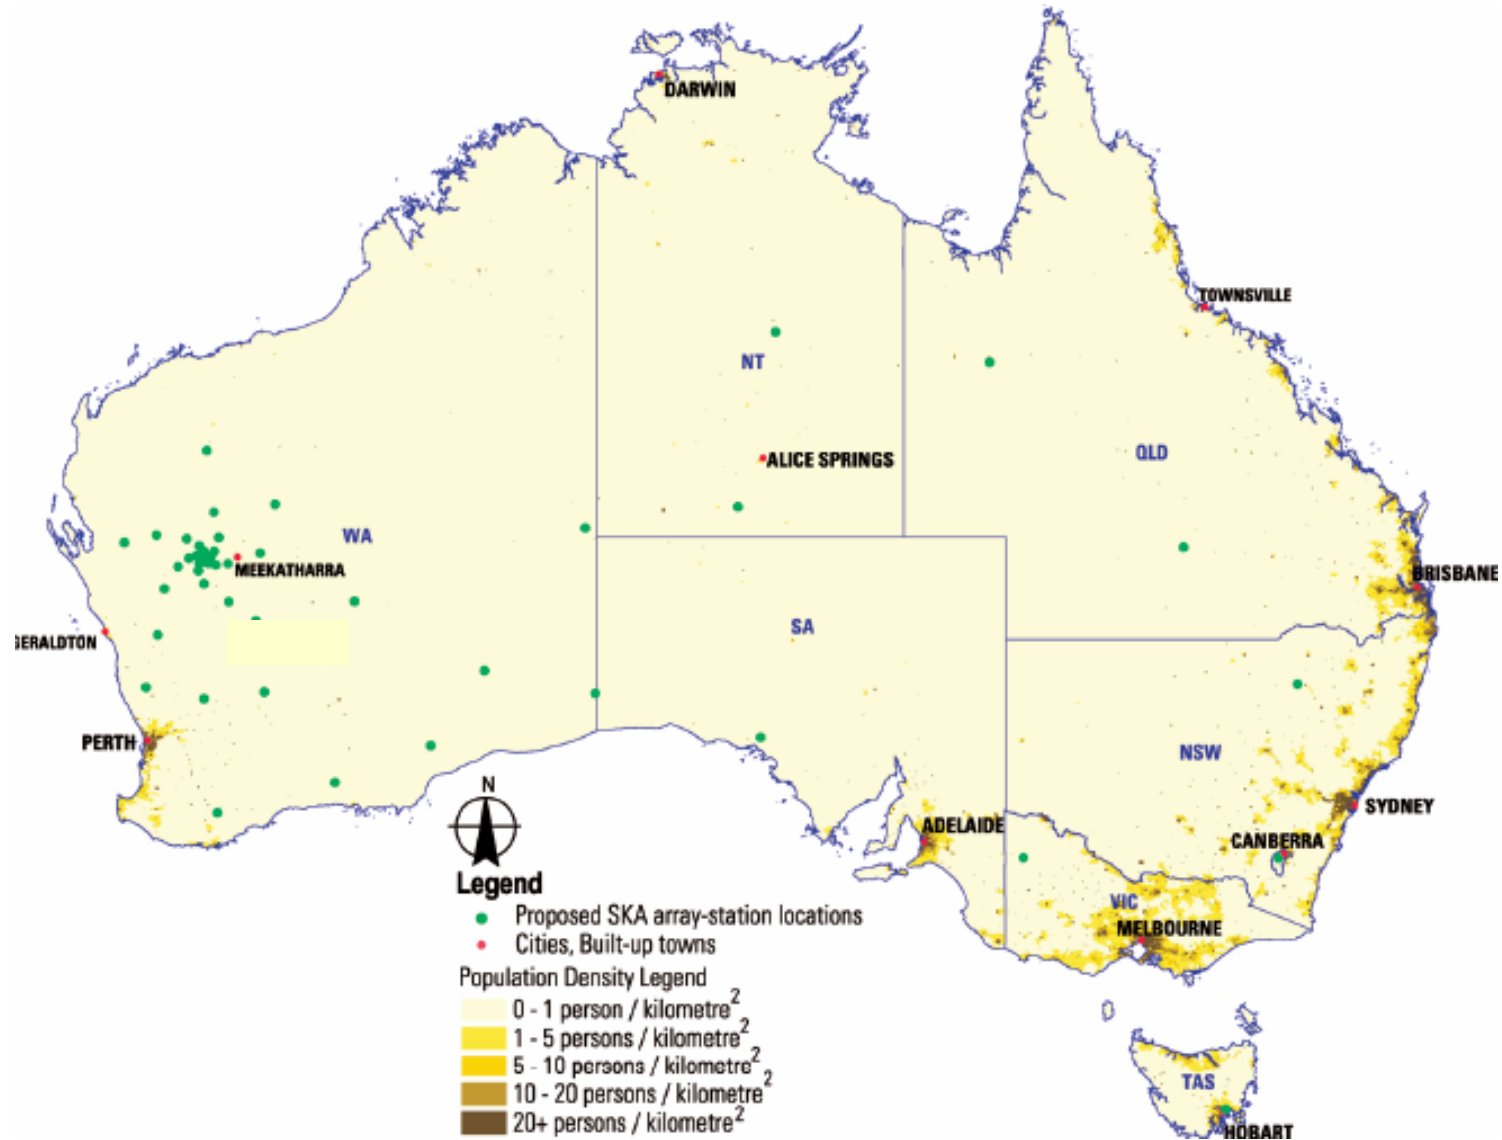 DARWIN
TOWNSVILLE
NT
ALICE SPRINGS
QLD
WA
MEEKATHARRA
BRISBANE
SA
GERALDTON
PERTH
NSW
N
SYDNEY
ADELAIDE
CANBERRA
Legend
VIC
Proposed SKA array-station locations
MELBOURNE
Cities, Built-up towns
Population Density Legend
0 - 1 person / kilometre2
1 - 5 persons / kilometre2
5 - 10 persons / kilometre2
TAS
10 - 20 persons / kilometre2
20+ persons / kilometre2
HOBART